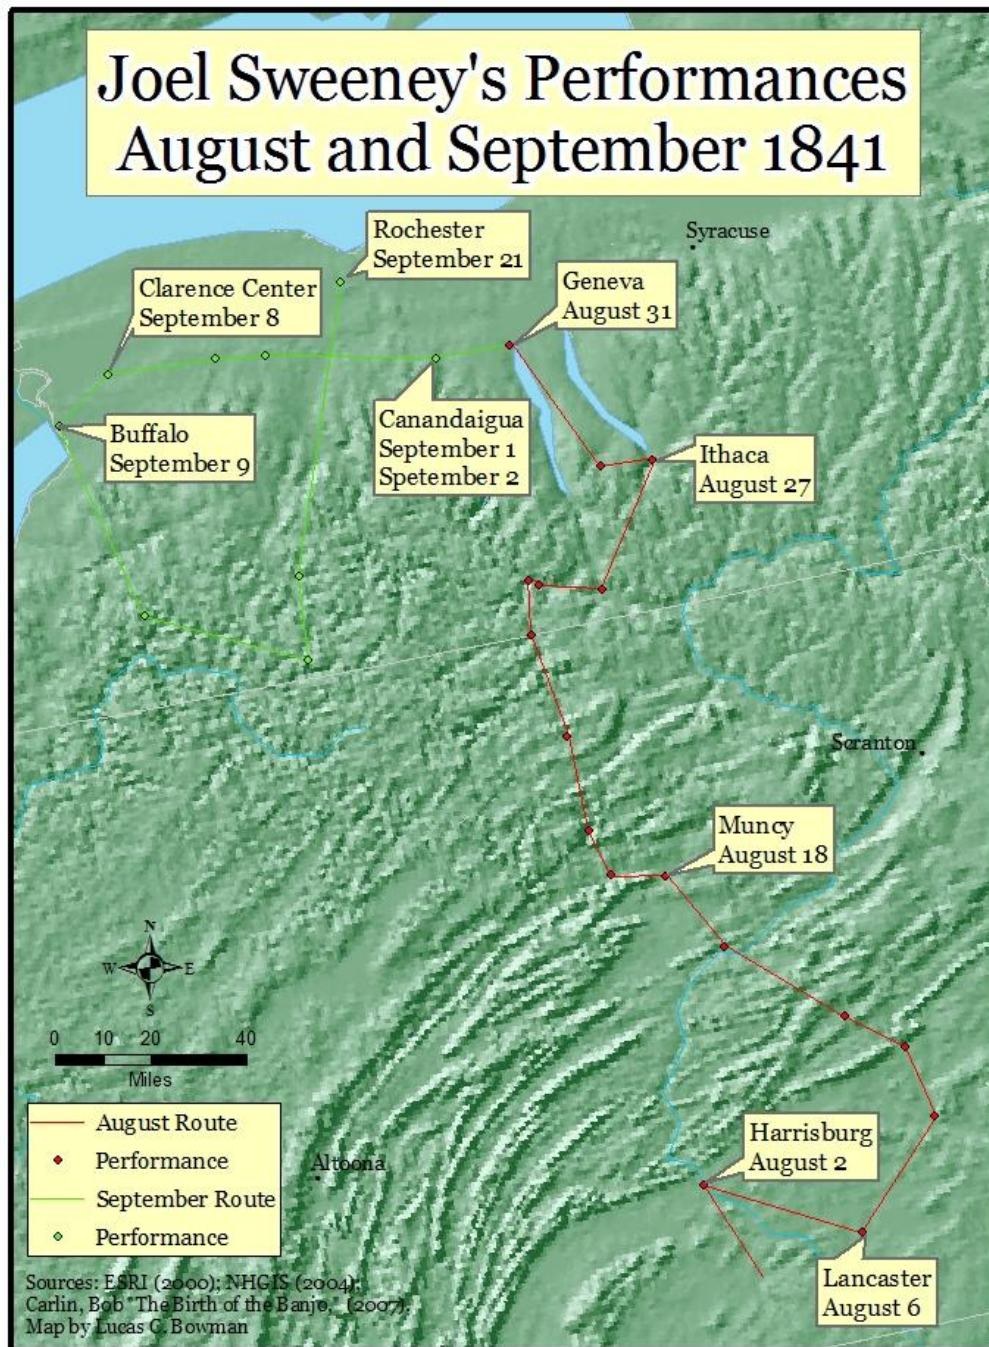 Joel Sweeney's Performances
August and September 1841
Syracuse
Rochester
September 21
Geneva
August 31
Clarence Center
September 8
Canandaigua
September 1
Spetember 2
Buffalo
September 9
Ithaca
August 27
Scranton
Muncy
August 18
N
W
E
S
0 10 20 40
Miles
August Route
Performance
September Route
Performance
Altoona
Harrisburg
August 2
Lancaster
August 6
Sources: ESRI (2000); NHGIS (2004);
Carlin, Bob "The Birth of the Banjo," (2007).
Map by Lucas C. Bowman